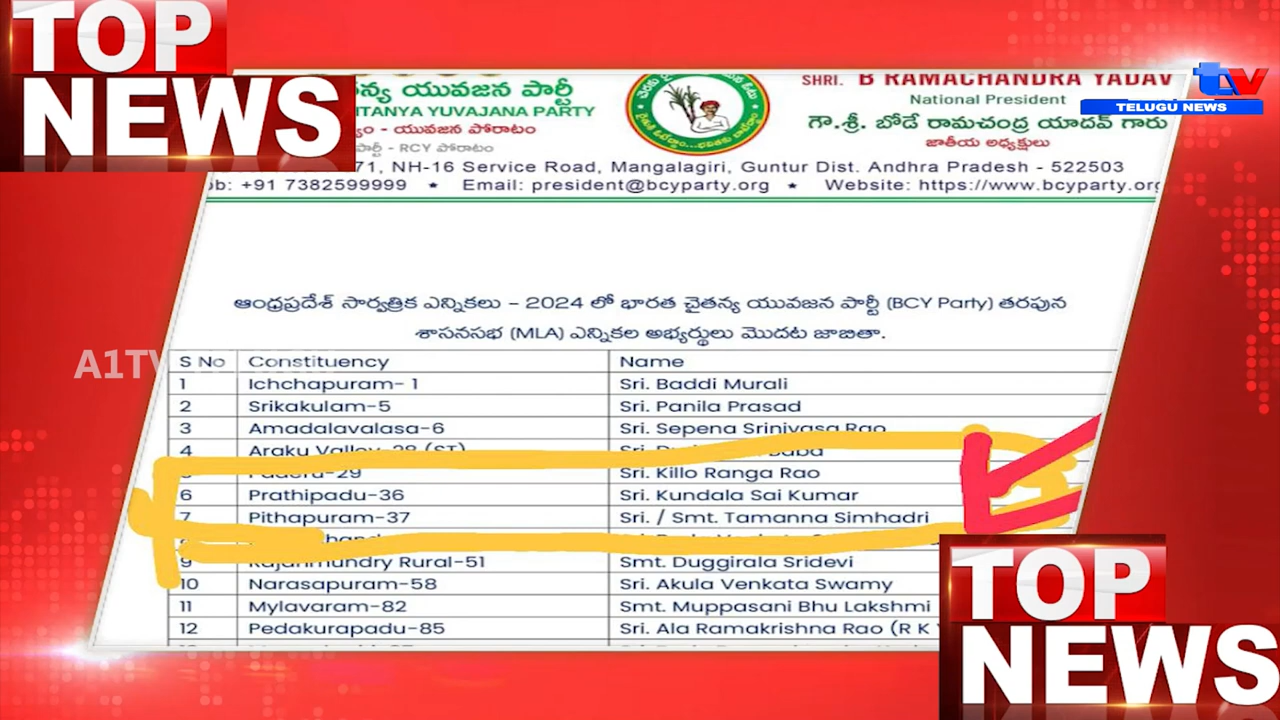 TOP
NEWS
తన్య యువజన పార్టీ
ITANYA YUVAJANA PARTY
యువజన పోరాటం
పార్టీ - RCY పోరాటం
SHRI. B RAMACHANDRA YADAV
National President
గౌ.శ్రీ. బోడే రామచంద్ర యాదవ్ గారు
జాతీయ అధ్యక్షులు
tv
TELUGU NEWS
71, NH-16 Service Road, Mangalagiri, Guntur Dist. Andhra Pradesh - 522503
ob: +91 7382599999 ★ Email: president@bcyparty.org ★ Website: https://www.bcyparty.org
ఆంధ్రప్రదేశ్ సార్వత్రిక ఎన్నికలు – 2024 లో భారత చైతన్య యువజన పార్టీ (BCY Party) తరపున
శాసనసభ (MLA) ఎన్నికల అభ్యర్థులు మొదట జాబితా.
A1TV
S No Constituency Name
1 Ichchapuram- 1 Sri. Baddi Murali
2 Srikakulam-5 Sri. Panila Prasad
3 Amadalavalasa-6 Sri. Sepena Srinivasa Rao
4 Araku Valley-28 (ST) Baba
5 Paderu-29 Sri. Killo Ranga Rao
6 Prathipadu-36 Sri. Kundala Sai Kumar
7 Pithapuram-37 Sri. / Smt. Tamanna Simhadri
9 Rajahmundry Rural-51 Smt. Duggirala Sridevi
10 Narasapuram-58 Sri. Akula Venkata Swamy
11 Mylavaram-82 Smt. Muppasani Bhu Lakshmi
12 Pedakurapadu-85 Sri. Ala Ramakrishna Rao (R K
TOP
NEWS